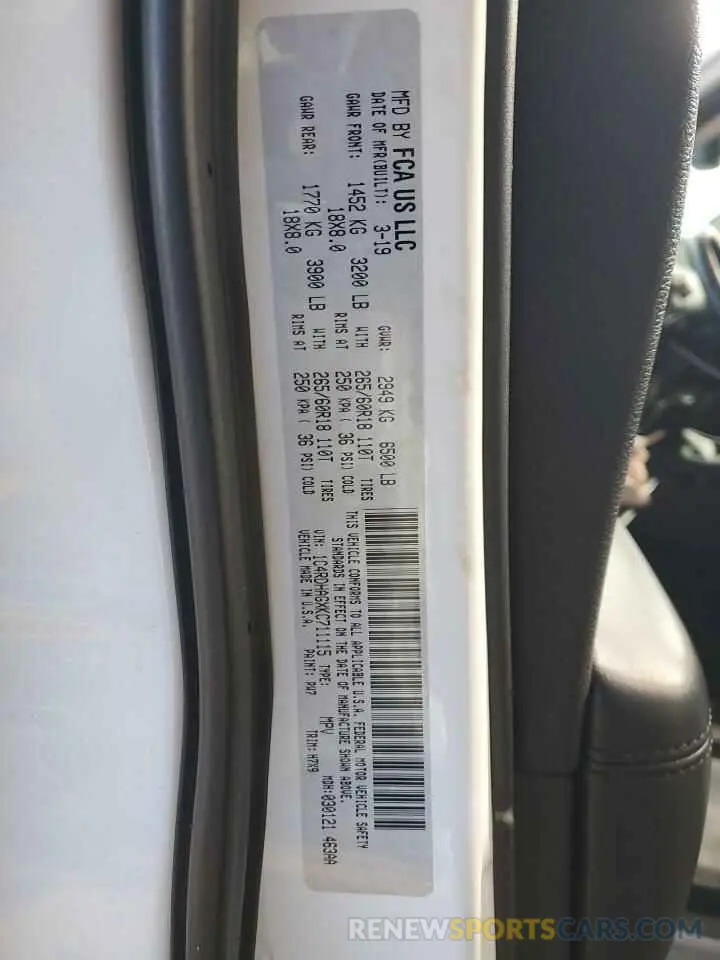 MFD BY FCA US LLC
DATE OF MFR(BUILT): 3-19 GVWR: 2949 KG 6500 LB
GAWR FRONT: 1452 KG 3200 LB WITH 265/60R18 110T TIRES
18X8.0 RIMS AT 250 KPA ( 36 PSI) COLD
GAWR REAR: 1770 KG 3900 LB WITH 265/60R18 110T TIRES
18X8.0 RIMS AT 250 KPA ( 36 PSI) COLD
THIS VEHICLE CONFORMS TO ALL APPLICABLE U.S.A. FEDERAL MOTOR VEHICLE SAFETY
STANDARDS IN EFFECT ON THE DATE OF MANUFACTURE SHOWN ABOVE.
VIN: 1C4RDHAGXKC711115 TYPE: MPV MDH:030121 463AA
VEHICLE MADE IN U.S.A. PAINT: PW7 TRIM:H7X9
RENEWSPORTSCARS.COM